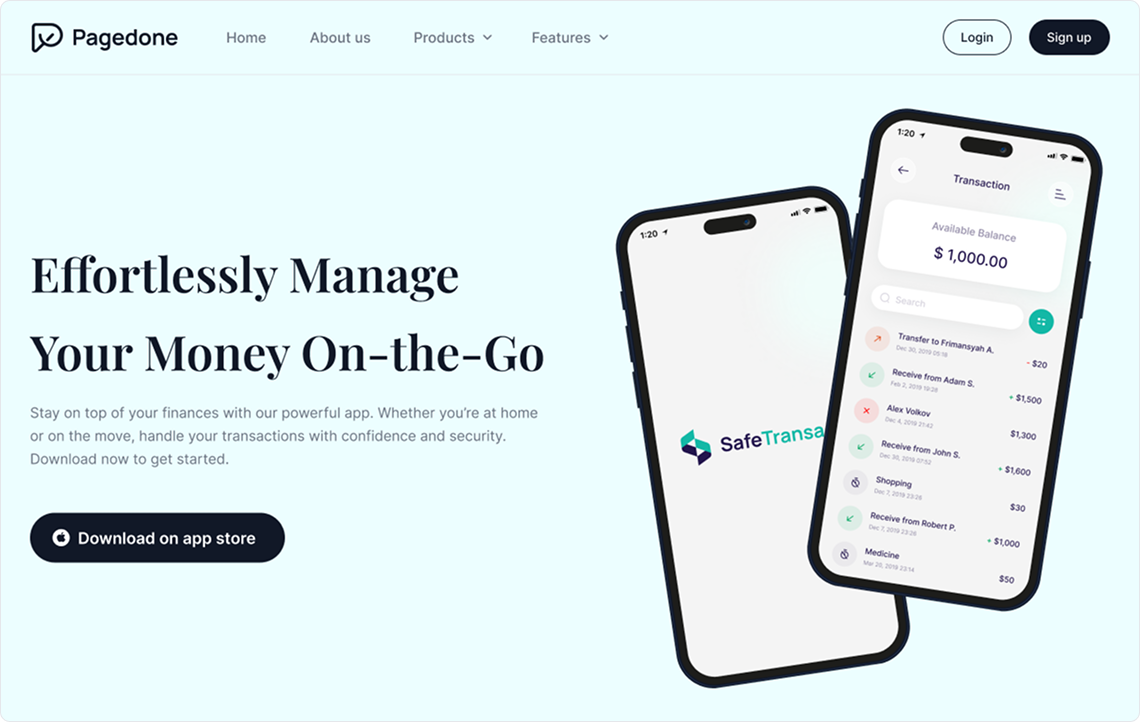 Pagedone
Home
About us
Products
Features
Login
Sign up
Effortlessly Manage
Your Money On-the-Go
Stay on top of your finances with our powerful app. Whether you're at home
or on the move, handle your transactions with confidence and security.
Download now to get started.
Download on app store
1:20
SafeTransa
1:20
Transaction
Available Balance
$ 1,000.00
Search
Transfer to Frimansyah A.
Dec 30, 2019 05:18
- $20
Receive from Adam S.
Feb 2, 2019 19:28
+ $1,500
Alex Volkov
Dec 4, 2019 21:42
$1,300
Receive from John S.
Dec 30, 2019 07:52
+ $1,600
Shopping
Dec 7, 2019 23:26
$30
Receive from Robert P.
Dec 7, 2019 23:26
+ $1,000
Medicine
Mar 20, 2019 23:14
$50